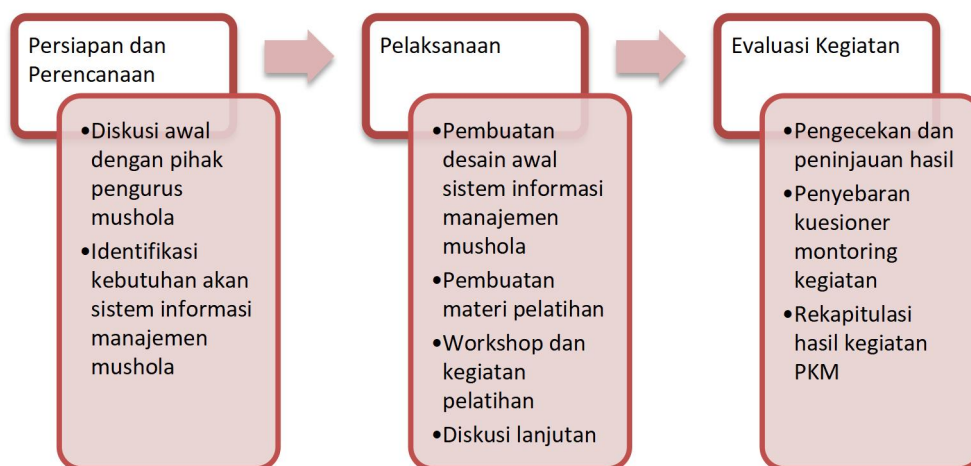 Persiapan dan
Perencanaan
•Diskusi awal
dengan pihak
pengurus
mushola
•Identifikasi
kebutuhan akan
sistem informasi
manajemen
mushola
Pelaksanaan
•Pembuatan
desain awal
sistem informasi
manajemen
mushola
•Pembuatan
materi pelatihan
•Workshop dan
kegiatan
pelatihan
•Diskusi lanjutan
Evaluasi Kegiatan
•Pengecekan dan
peninjauan hasil
•Penyebaran
kuesioner
montoring
kegiatan
•Rekapitulasi
hasil kegiatan
PKM